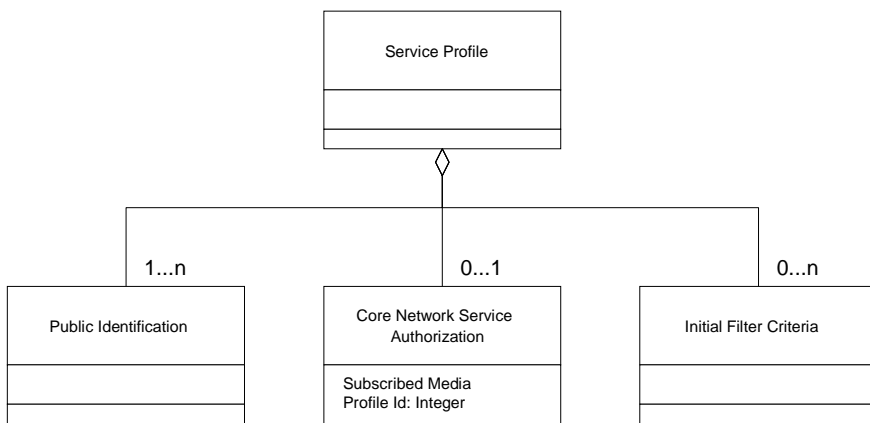 Service Profile
1...n
0...1
0...n
Public Identification
Core Network Service
Authorization
Initial Filter Criteria
Subscribed Media
Profile Id: Integer